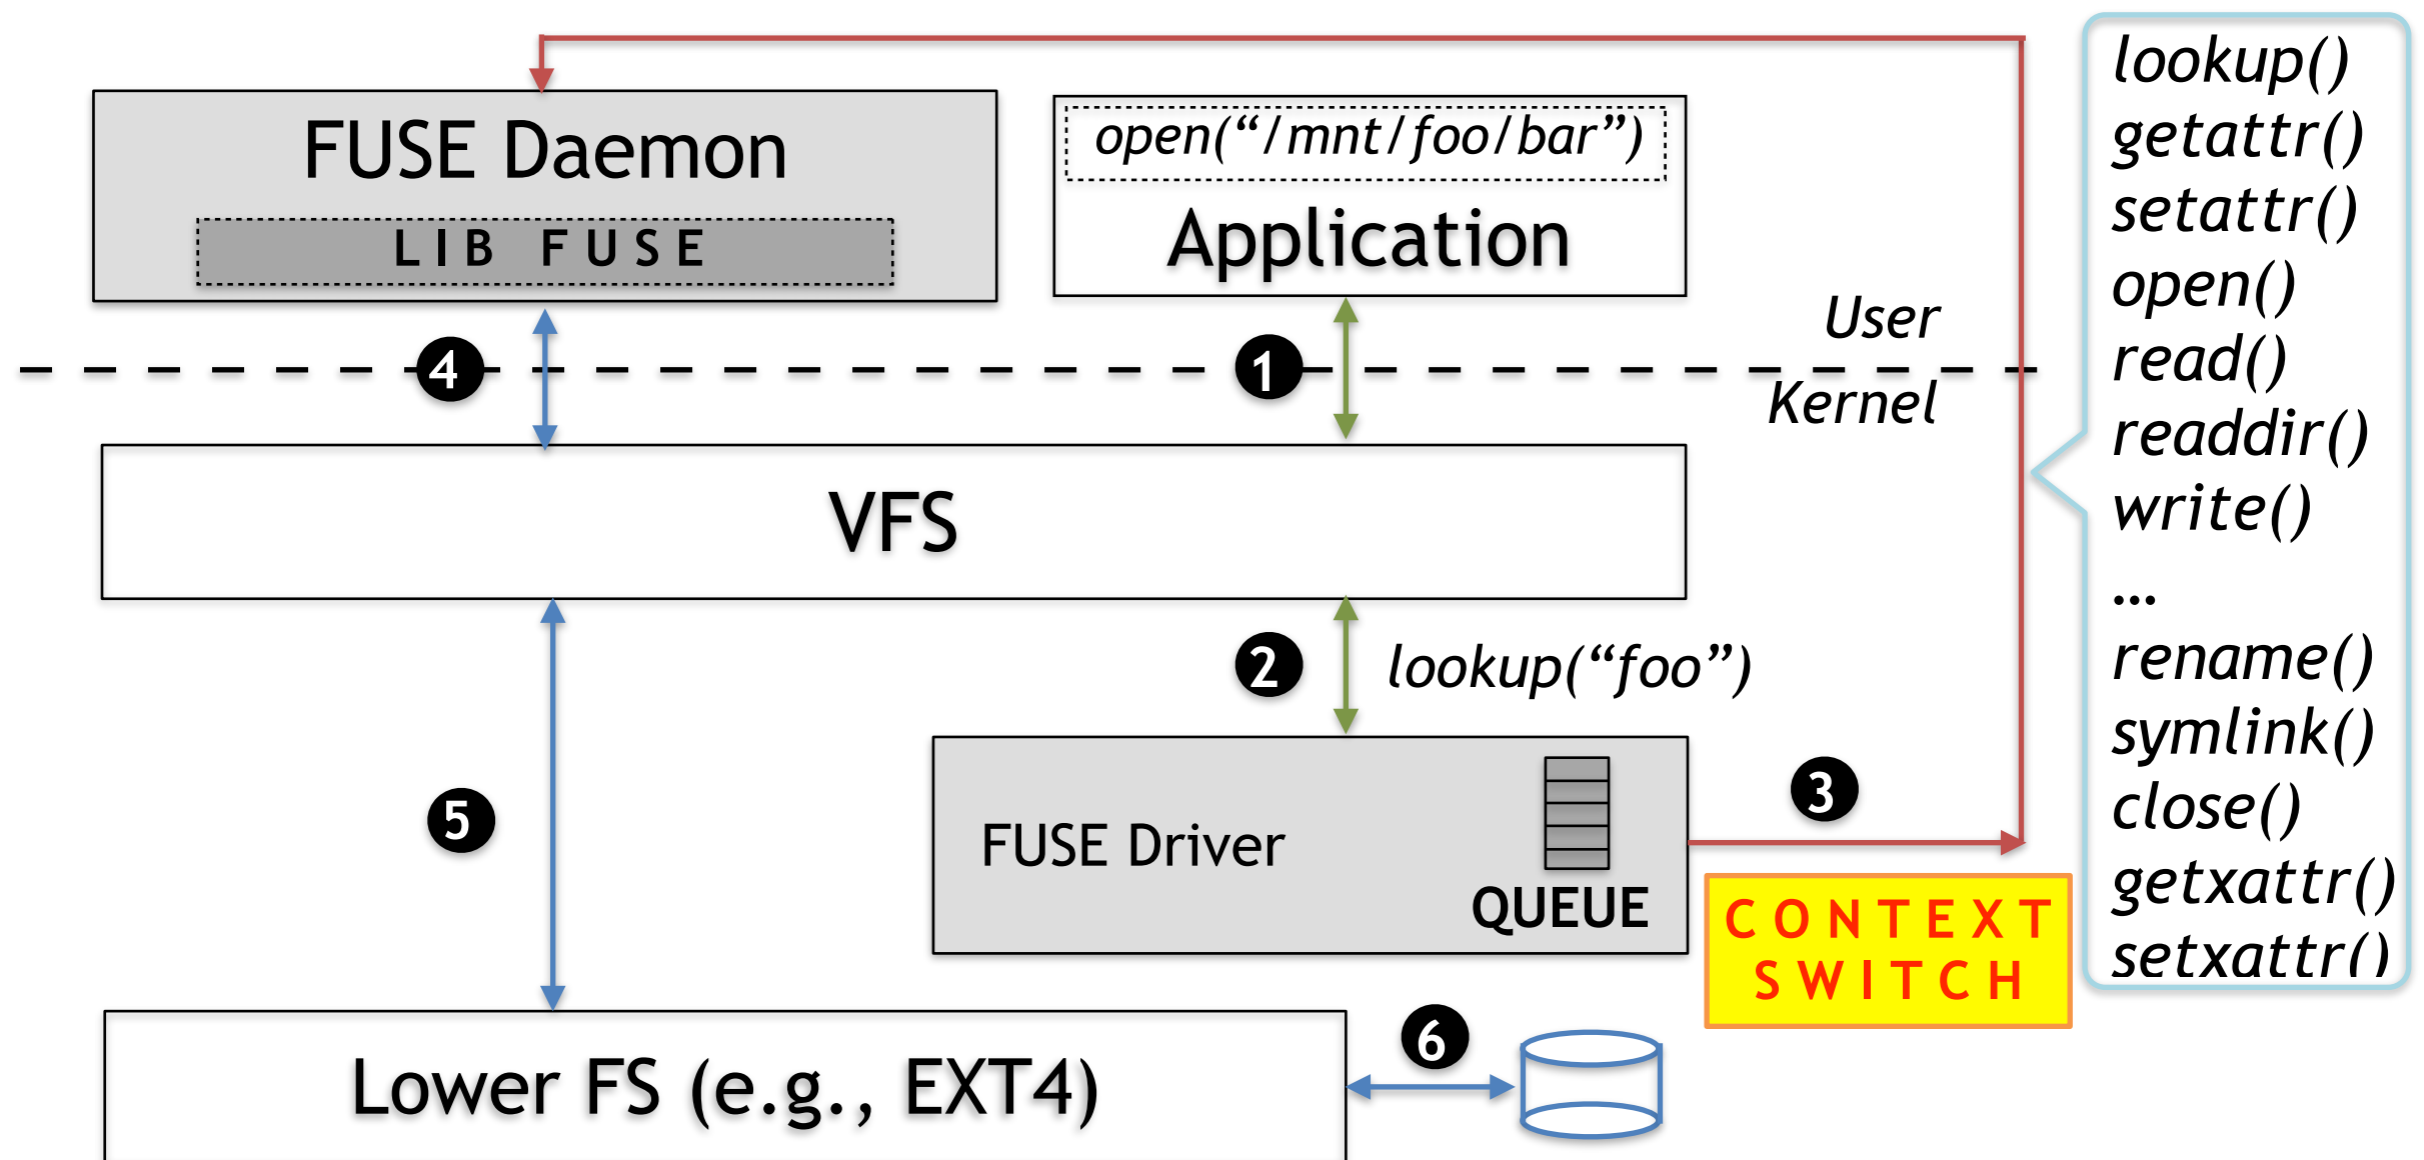 FUSE Daemon
LIB FUSE
open(“/mnt/foo/bar”)
Application
User
Kernel
4
1
VFS
2
lookup(“foo”)
5
FUSE Driver
QUEUE
3
CONTEXT
SWITCH
6
Lower FS (e.g., EXT4)
lookup()
getattr()
setattr()
open()
read()
readdir()
write()
...
rename()
symlink()
close()
getxattr()
setxattr()